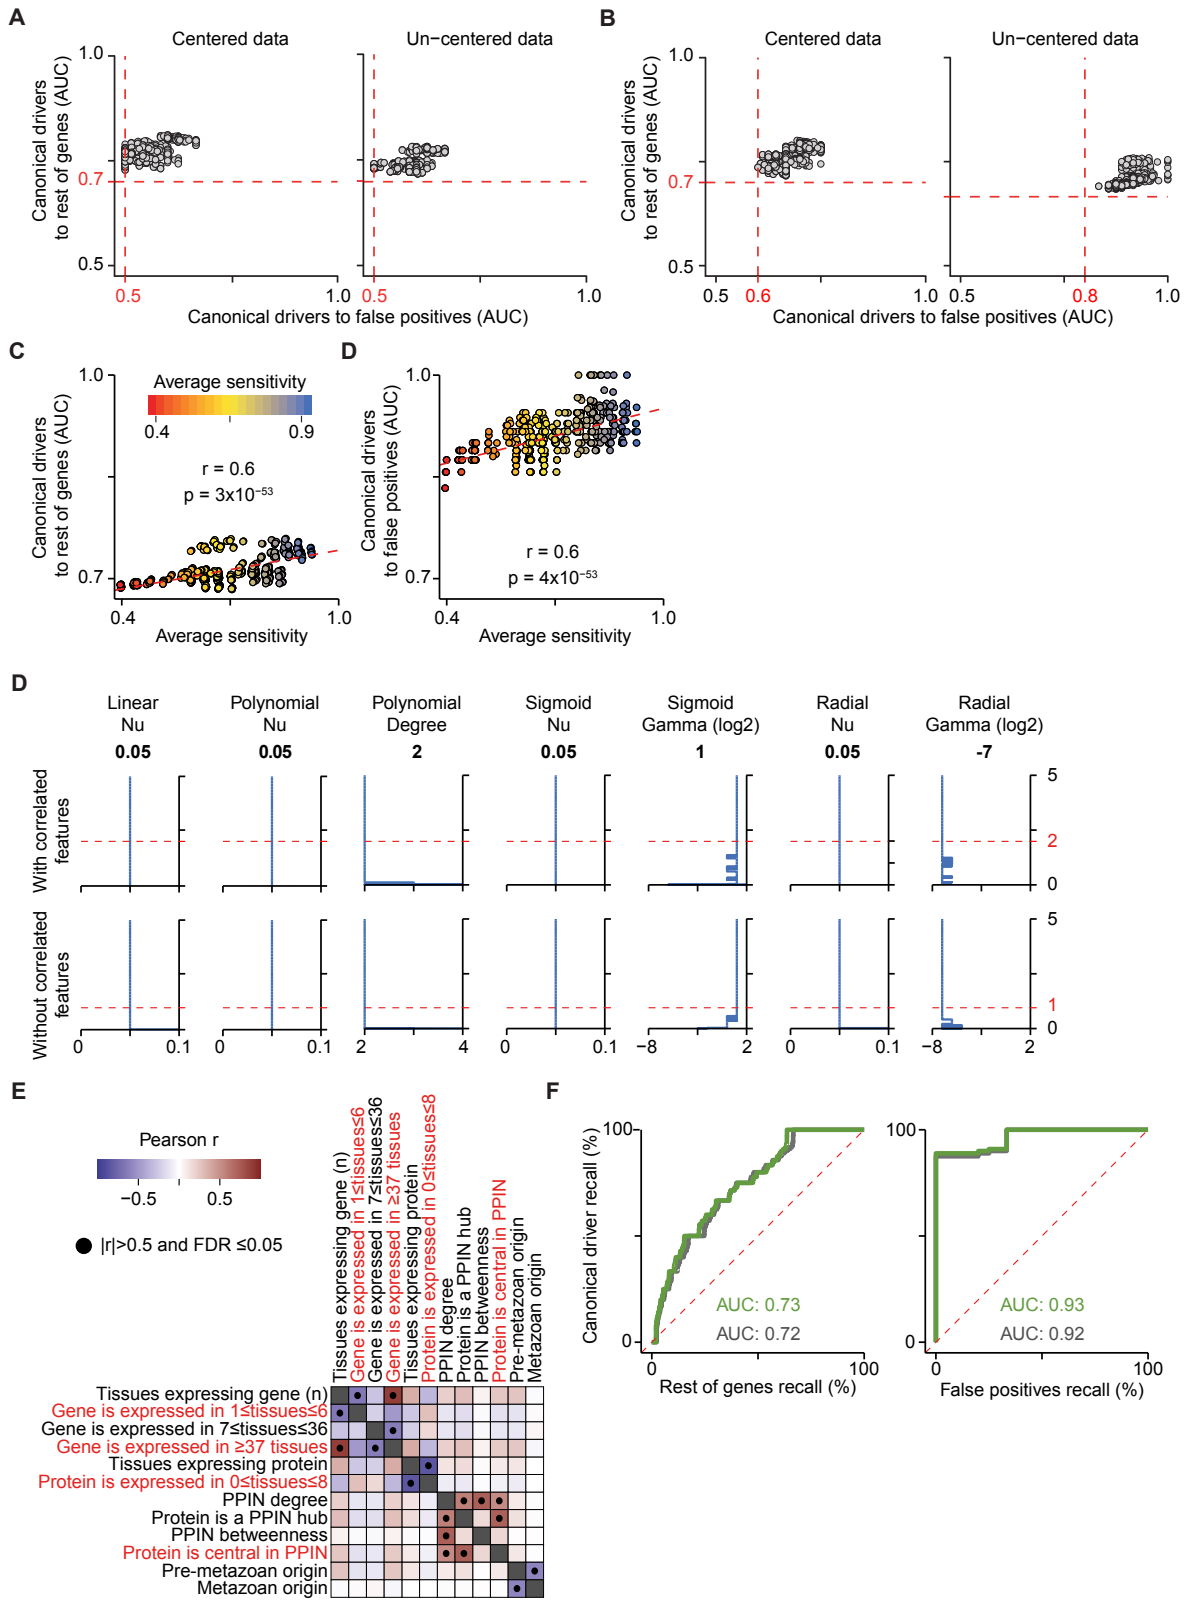 A
Centered data
Un−centered data
Canonical drivers
to rest of genes (AUC)
1.0
0.7
0.5
0.5
1.0
0.5
1.0
Canonical drivers to false positives (AUC)
B
Centered data
Un−centered data
Canonical drivers
to rest of genes (AUC)
1.0
0.7
0.5
0.5
0.6
1.0
0.5
0.8
1.0
Canonical drivers to false positives (AUC)
C
Canonical drivers
to rest of genes (AUC)
1.0
0.7
Average sensitivity
0.4
0.9
r = 0.6
p = 3x10⁻⁵³
0.4
1.0
Average sensitivity
D
Canonical drivers
to false positives (AUC)
1.0
0.7
r = 0.6
p = 4x10⁻⁵³
0.4
1.0
Average sensitivity
D
Linear
Nu
0.05
Polynomial
Nu
0.05
Polynomial
Degree
2
Sigmoid
Nu
0.05
Sigmoid
Gamma (log2)
1
Radial
Nu
0.05
Radial
Gamma (log2)
-7
With correlated
features
5
2
0
Without correlated
features
5
1
0
0
0.1
0
0.1
2
4
0
0.1
−8
2
0
0.1
−8
2
E
Pearson r
−0.5
0.5
|r|>0.5 and FDR ≤0.05
Tissues expressing gene (n)
Gene is expressed in 1≤tissues≤6
Gene is expressed in 7≤tissues≤36
Gene is expressed in ≥37 tissues
Tissues expressing protein
Protein is expressed in 0≤tissues≤8
PPIN degree
Protein is a PPIN hub
PPIN betweenness
Protein is central in PPIN
Pre-metazoan origin
Metazoan origin
Tissues expressing gene (n)
Gene is expressed in 1≤tissues≤6
Gene is expressed in 7≤tissues≤36
Gene is expressed in ≥37 tissues
Tissues expressing protein
Protein is expressed in 0≤tissues≤8
PPIN degree
Protein is a PPIN hub
PPIN betweenness
Protein is central in PPIN
Pre-metazoan origin
Metazoan origin
F
Canonical driver recall (%)
100
0
AUC: 0.73
AUC: 0.72
0
100
Rest of genes recall (%)
100
0
AUC: 0.93
AUC: 0.92
0
100
False positives recall (%)